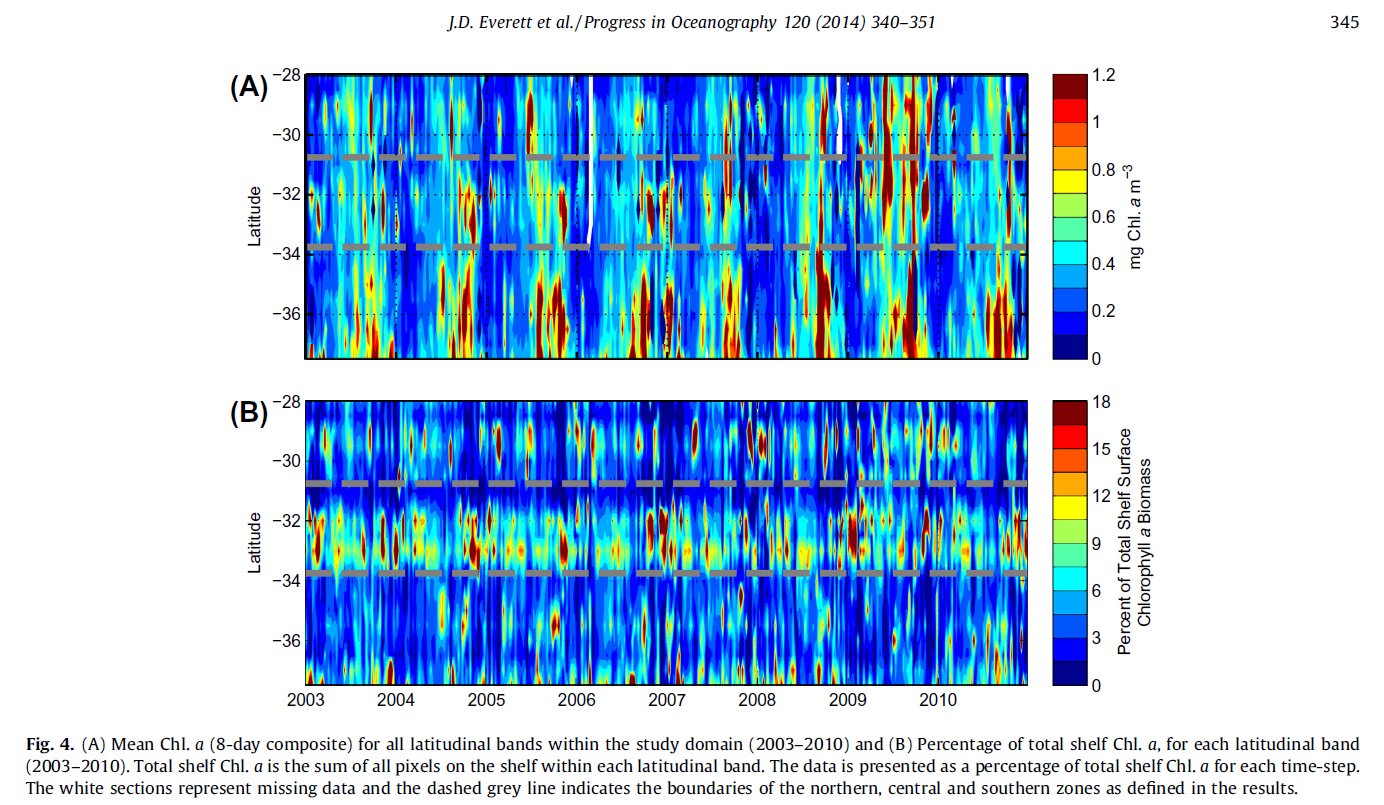 J.D. Everett et al./Progress in Oceanography 120 (2014) 340–351 345
(A)
−28
−30
−32
−34
−36
Latitude
1.2
1
0.8
0.6
0.4
0.2
0
mg Chl. a m−3
(B)
−28
−30
−32
−34
−36
Latitude
18
15
12
9
6
3
0
Percent of Total Shelf Surface
Chlorophyll a Biomass
2003 2004 2005 2006 2007 2008 2009 2010
Fig. 4. (A) Mean Chl. a (8-day composite) for all latitudinal bands within the study domain (2003–2010) and (B) Percentage of total shelf Chl. a, for each latitudinal band
(2003–2010). Total shelf Chl. a is the sum of all pixels on the shelf within each latitudinal band. The data is presented as a percentage of total shelf Chl. a for each time-step.
The white sections represent missing data and the dashed grey line indicates the boundaries of the northern, central and southern zones as defined in the results.